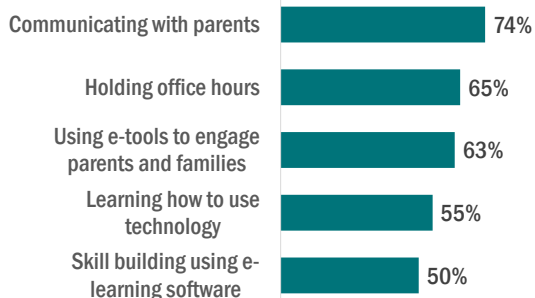 Communicating with parents 74%
Holding office hours 65%
Using e-tools to engage
parents and families 63%
Learning how to use
technology 55%
Skill building using e-
learning software 50%